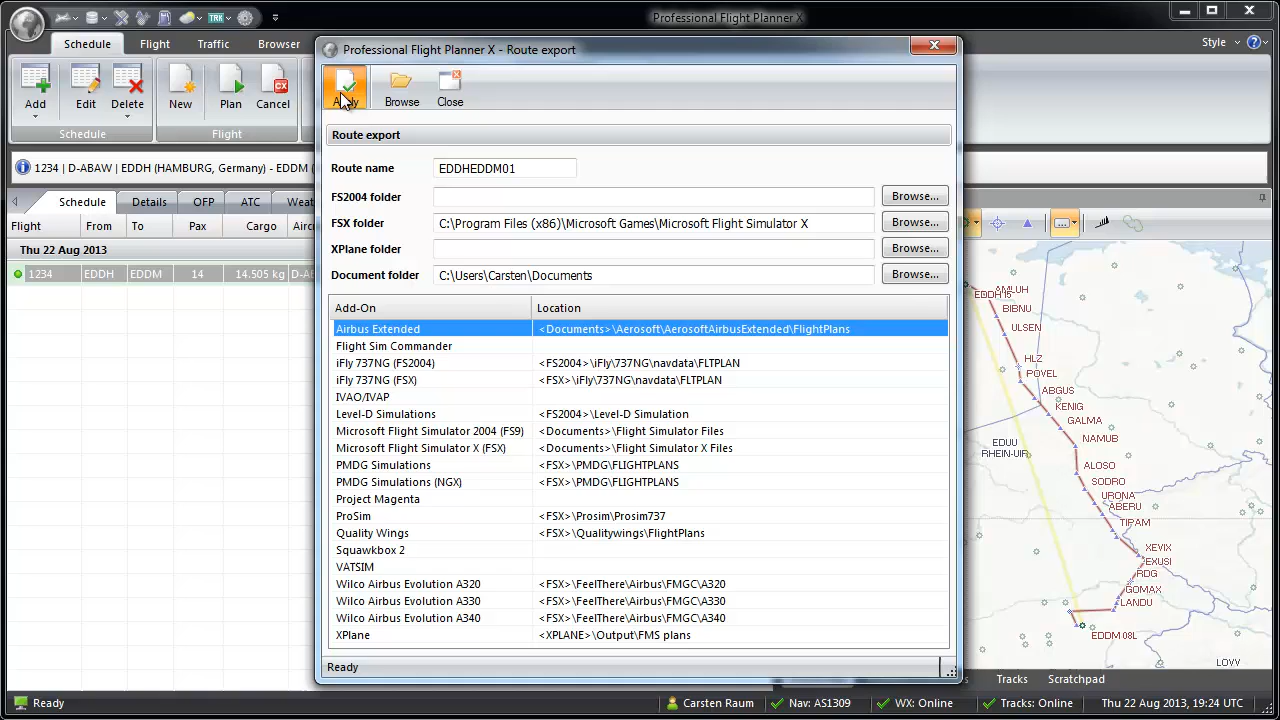 Professional Flight Planner X
TRK
Schedule Flight Traffic Browser
Style
Add Edit Delete New Plan Cancel
Schedule Flight
1234 | D-ABAW | EDDH (HAMBURG, Germany) - EDDM
Schedule Details OFP ATC
Flight From To Pax Cargo
Thu 22 Aug 2013
1234 EDDH EDDM 14 14.505 kg
Professional Flight Planner X - Route export
Apply Browse Close
Route export
Route name EDDHEDDM01
FS2004 folder Browse...
FSX folder C:\Program Files (x86)\Microsoft Games\Microsoft Flight Simulator X Browse...
XPlane folder Browse...
Document folder C:\Users\Carsten\Documents Browse...
Add-On Location
Airbus Extended <Documents>\Aerosoft\AerosoftAirbusExtended\FlightPlans
Flight Sim Commander
iFly 737NG (FS2004) <FS2004>\iFly\737NG\navdata\FLTPLAN
iFly 737NG (FSX) <FSX>\iFly\737NG\navdata\FLTPLAN
IVAO/IVAP
Level-D Simulations <FS2004>\Level-D Simulation
Microsoft Flight Simulator 2004 (FS9) <Documents>\Flight Simulator Files
Microsoft Flight Simulator X (FSX) <Documents>\Flight Simulator X Files
PMDG Simulations <FSX>\PMDG\FLIGHTPLANS
PMDG Simulations (NGX) <FSX>\PMDG\FLIGHTPLANS
Project Magenta
ProSim <FSX>\Prosim\Prosim737
Quality Wings <FSX>\Qualitywings\FlightPlans
Squawkbox 2
VATSIM
Wilco Airbus Evolution A320 <FSX>\FeelThere\Airbus\FMGC\A320
Wilco Airbus Evolution A330 <FSX>\FeelThere\Airbus\FMGC\A330
Wilco Airbus Evolution A340 <FSX>\FeelThere\Airbus\FMGC\A340
XPlane <XPLANE>\Output\FMS plans
Ready
AMLUH
EDDH 15
BIBNU
ULSEN
HLZ
POVEL
ABGUS
KENIG
GALMA
NAMUB
EDUU
RHEIN-UIR
ALOSO
SODRO
URONA
ABERU
TIPAM
XEVIX
EXUSI
RDG
GOMAX
LANDU
EDDM 08L
LOVV
Tracks Scratchpad
Ready Carsten Raum Nav: AS1309 WX: Online Tracks: Online Thu 22 Aug 2013, 19:24 UTC